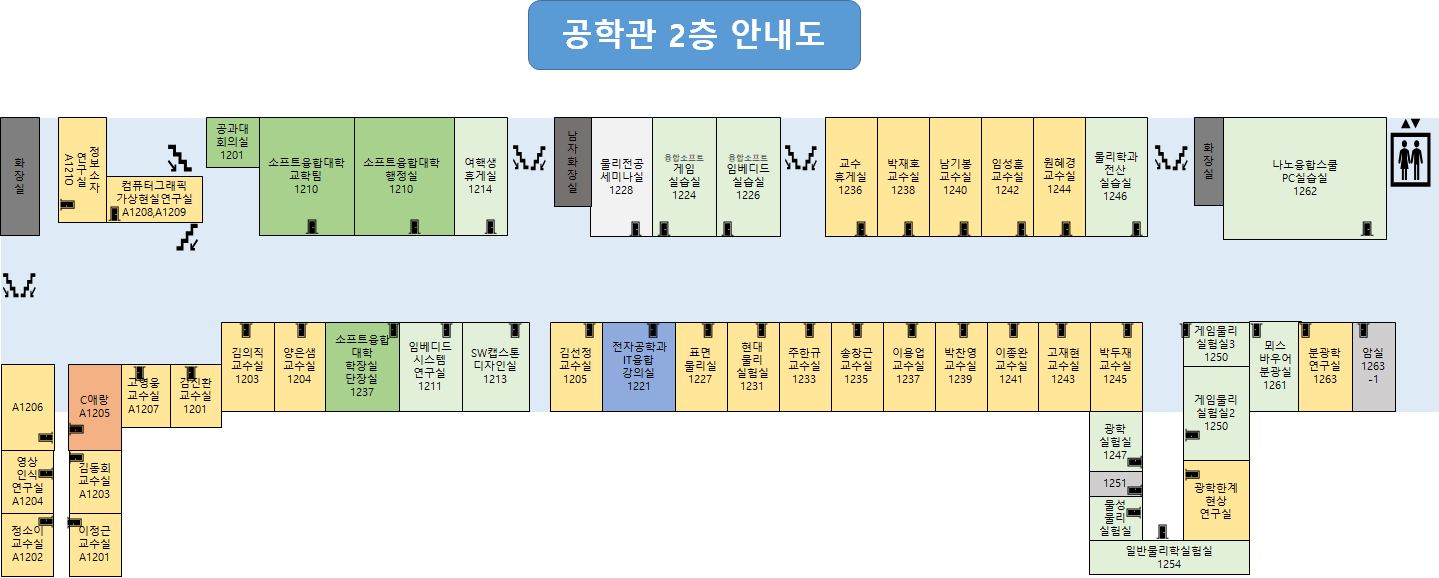 공학관 2층 안내도
화
장
실
정보소자
연구실
A1210
컴퓨터그래픽
가상현실연구실
A1208,A1209
공과대
회의실
1201
소프트융합대학
교학팀
1210
소프트융합대학
행정실
1210
여학생
휴게실
1214
남
자
화
장
실
물리전공
세미나실
1228
융합소프트
게임
실습실
1224
융합소프트
임베디드
실습실
1226
교수
휴게실
1236
박재호
교수실
1238
남기봉
교수실
1240
임성훈
교수실
1242
원혜경
교수실
1244
물리학과
전산
실습실
1246
화
장
실
나노융합스쿨
PC실습실
1262
김의직
교수실
1203
양은샘
교수실
1204
소프트융합
대학
학장실
단장실
1237
임베디드
시스템
연구실
1211
SW캡스톤
디자인실
1213
김선정
교수실
1205
전자공학과
IT융합
강의실
1221
표면
물리실
1227
현대
물리
실험실
1231
주한규
교수실
1233
송창근
교수실
1235
이용업
교수실
1237
박찬영
교수실
1239
이종완
교수실
1241
고재현
교수실
1243
박두재
교수실
1245
게임물리
실험실3
1250
뫼스
바우어
분광실
1261
분광학
연구실
1263
암실
1263
-1
A1206
C애랑
A1205
고영웅
교수실
A1207
김진환
교수실
1201
게임물리
실험실2
1250
영상
인식
연구실
A1204
김동회
교수실
A1203
광학
실험실
1247
1251
물성
물리
실험실
광학한계
현상
연구실
정소이
교수실
A1202
이정근
교수실
A1201
일반물리학실험실
1254